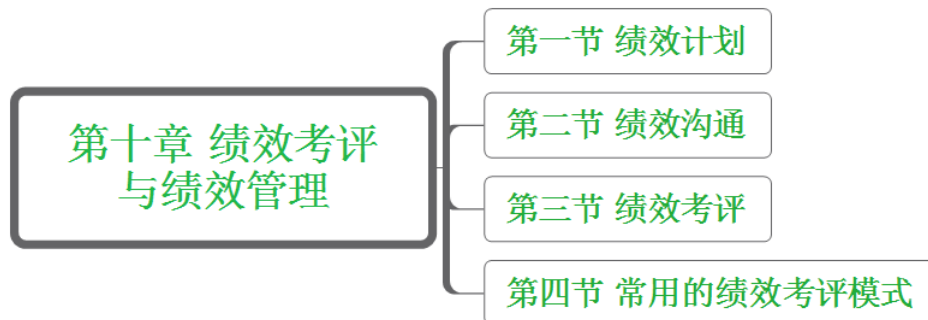 第十章 绩效考评
与绩效管理
第一节 绩效计划
第二节 绩效沟通
第三节 绩效考评
第四节 常用的绩效考评模式